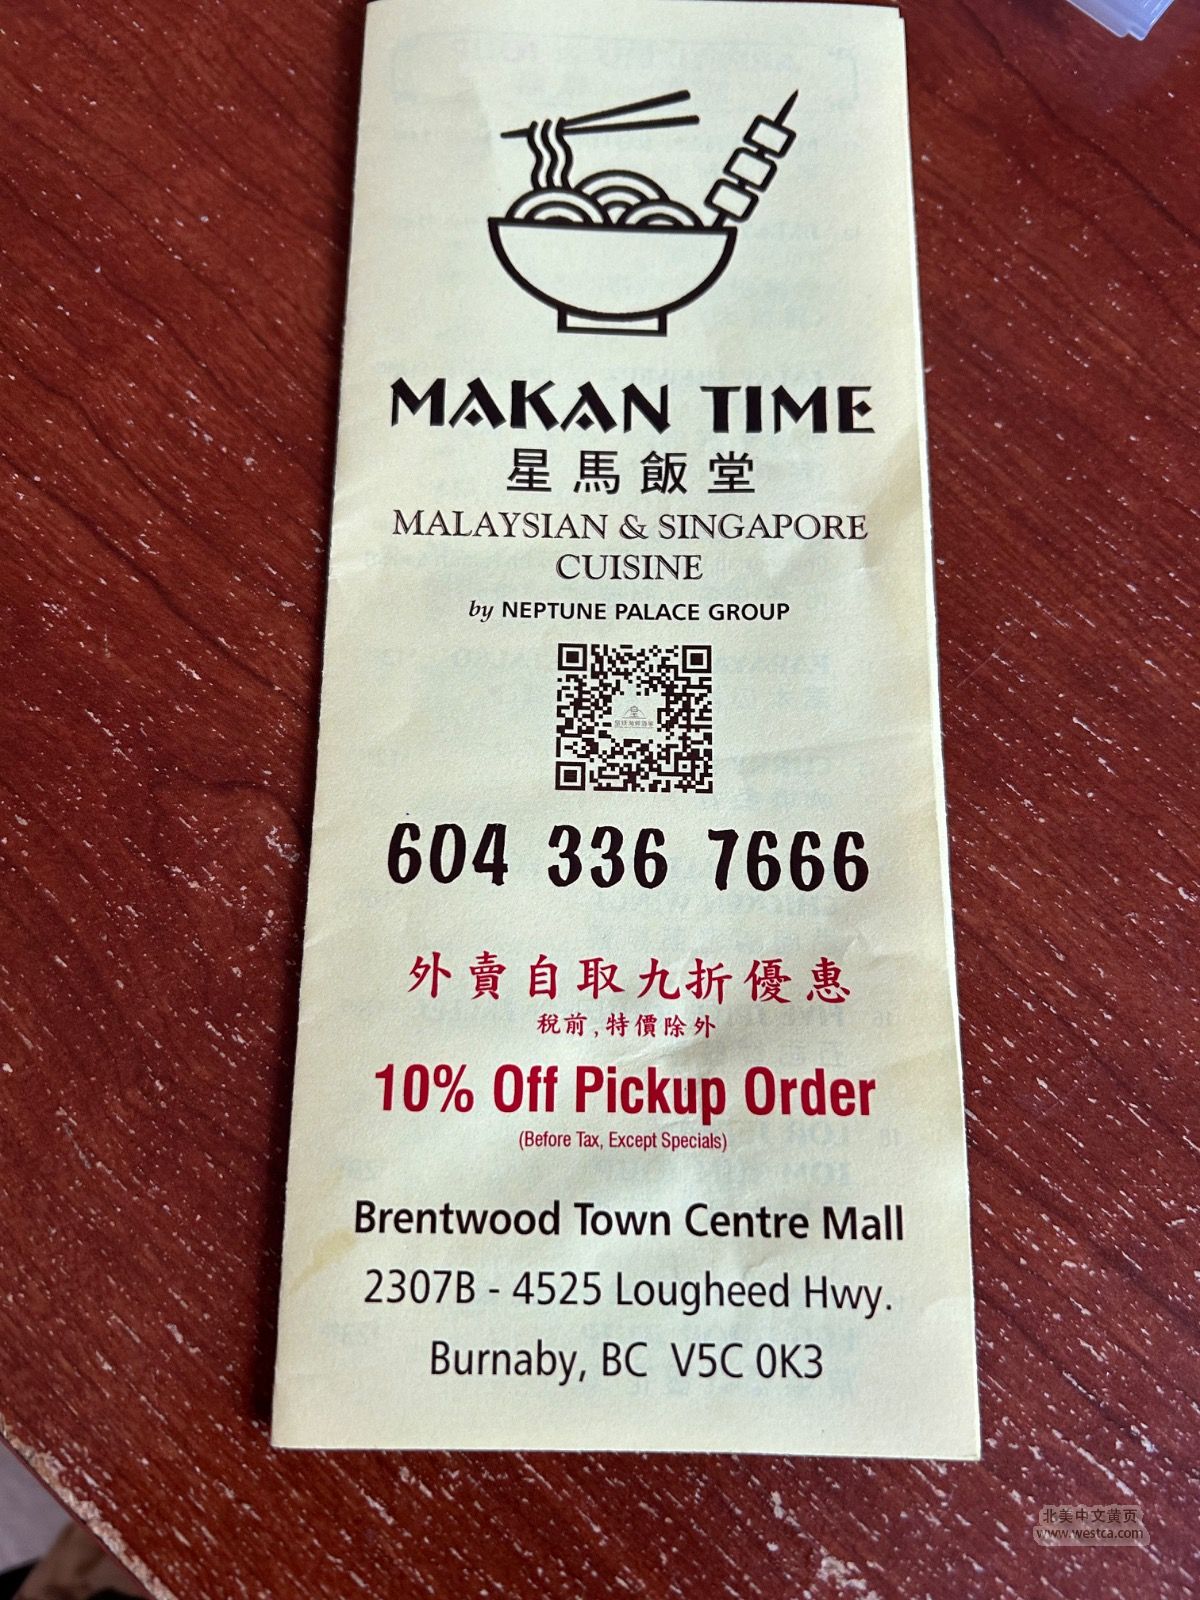 MAKAN TIME
星馬飯堂
MALAYSIAN & SINGAPORE
CUISINE
by NEPTUNE PALACE GROUP
604 336 7666
外賣自取九折優惠
稅前,特價除外
10% Off Pickup Order
(Before Tax, Except Specials)
Brentwood Town Centre Mall
2307B - 4525 Lougheed Hwy.
Burnaby, BC V5C 0K3
北美中文黄页
www.westca.com